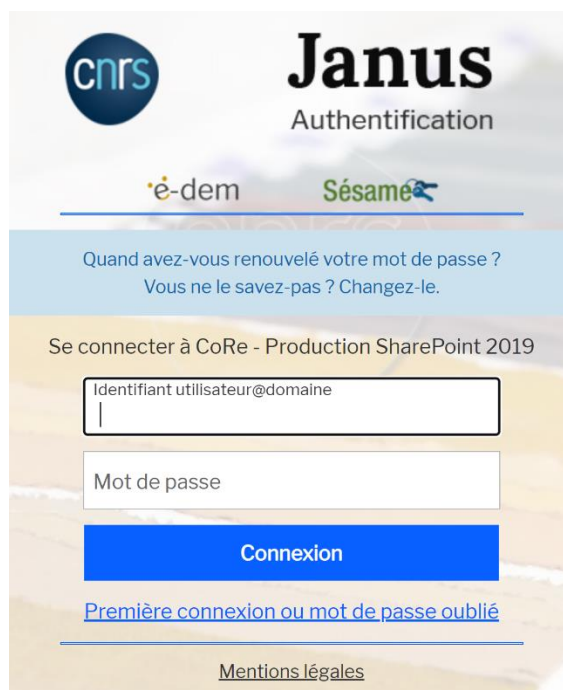 cnrs
Janus
Authentification
é-dem
Sésame
Quand avez-vous renouvelé votre mot de passe ?
Vous ne le savez-pas ? Changez-le.
Se connecter à CoRe - Production SharePoint 2019
Identifiant utilisateur@domaine
Mot de passe
Connexion
Première connexion ou mot de passe oublié
Mentions légales